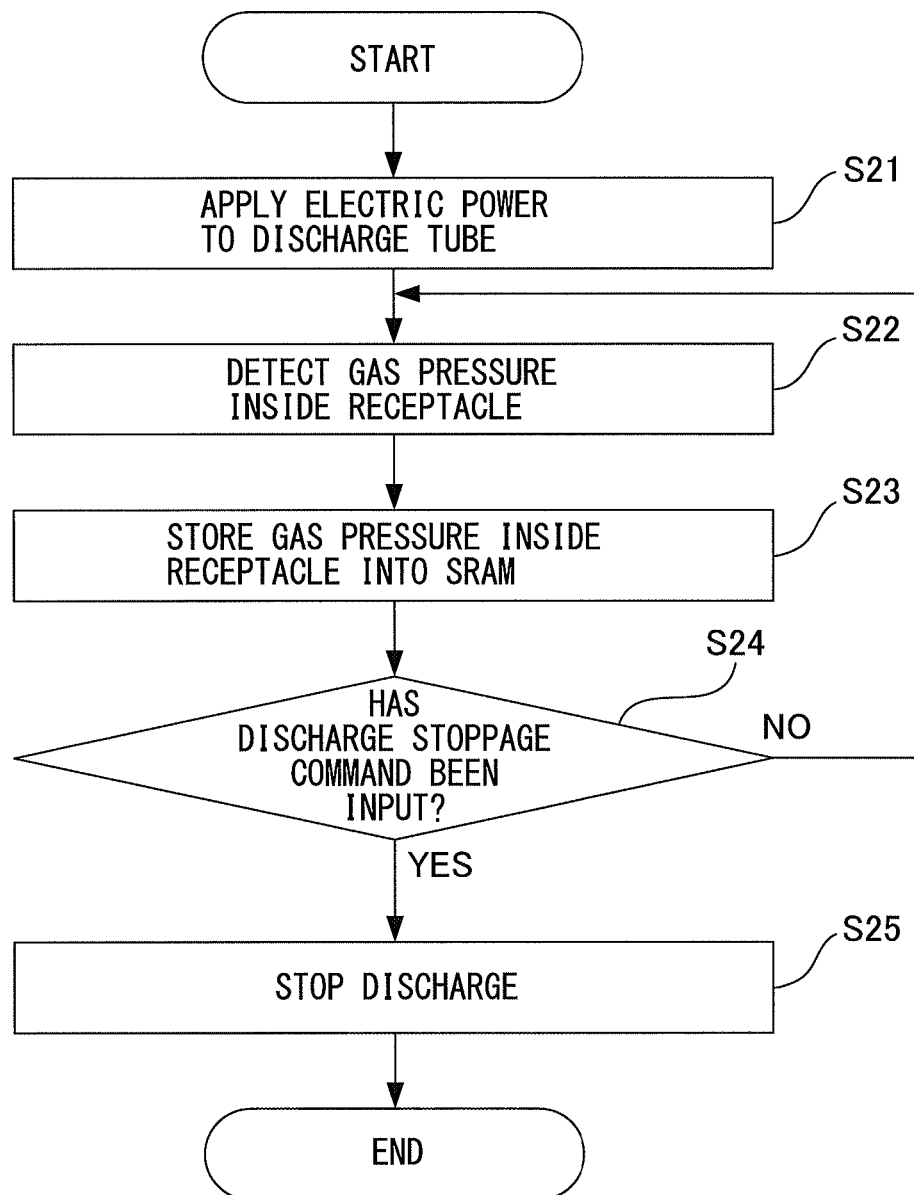 START
S21
APPLY ELECTRIC POWER
TO DISCHARGE TUBE
S22
DETECT GAS PRESSURE
INSIDE RECEPTACLE
S23
STORE GAS PRESSURE INSIDE
RECEPTACLE INTO SRAM
S24
HAS
DISCHARGE STOPPAGE
COMMAND BEEN
INPUT?
NO
YES
S25
STOP DISCHARGE
END